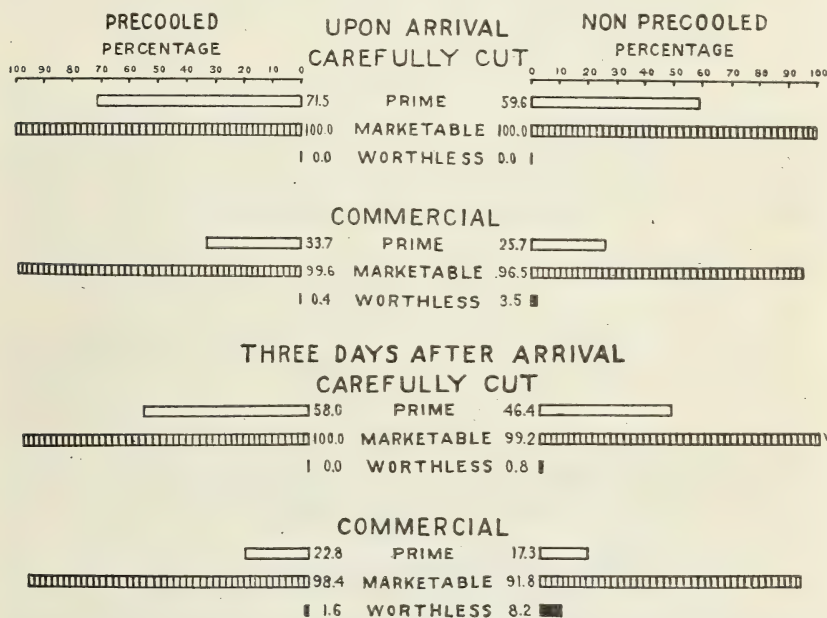 PRECOOLED UPON ARRIVAL NON PRECOOLED
PERCENTAGE CAREFULLY CUT PERCENTAGE
100 90 80 70 60 50 40 30 20 10 0 0 10 20 30 40 50 60 70 80 90 100
71.5 PRIME 59.6
100.0 MARKETABLE 100.0
0.0 WORTHLESS 0.0
COMMERCIAL
33.7 PRIME 25.7
99.6 MARKETABLE .96.5
0.4 WORTHLESS 3.5
THREE DAYS AFTER ARRIVAL
CAREFULLY CUT
58.0 PRIME 46.4
100.0 MARKETABLE 99.2
0.0 WORTHLESS 0.8
COMMERCIAL
22.8 PRIME 17.3
98.4 MARKETABLE 91.8
1.6 WORTHLESS 8.2